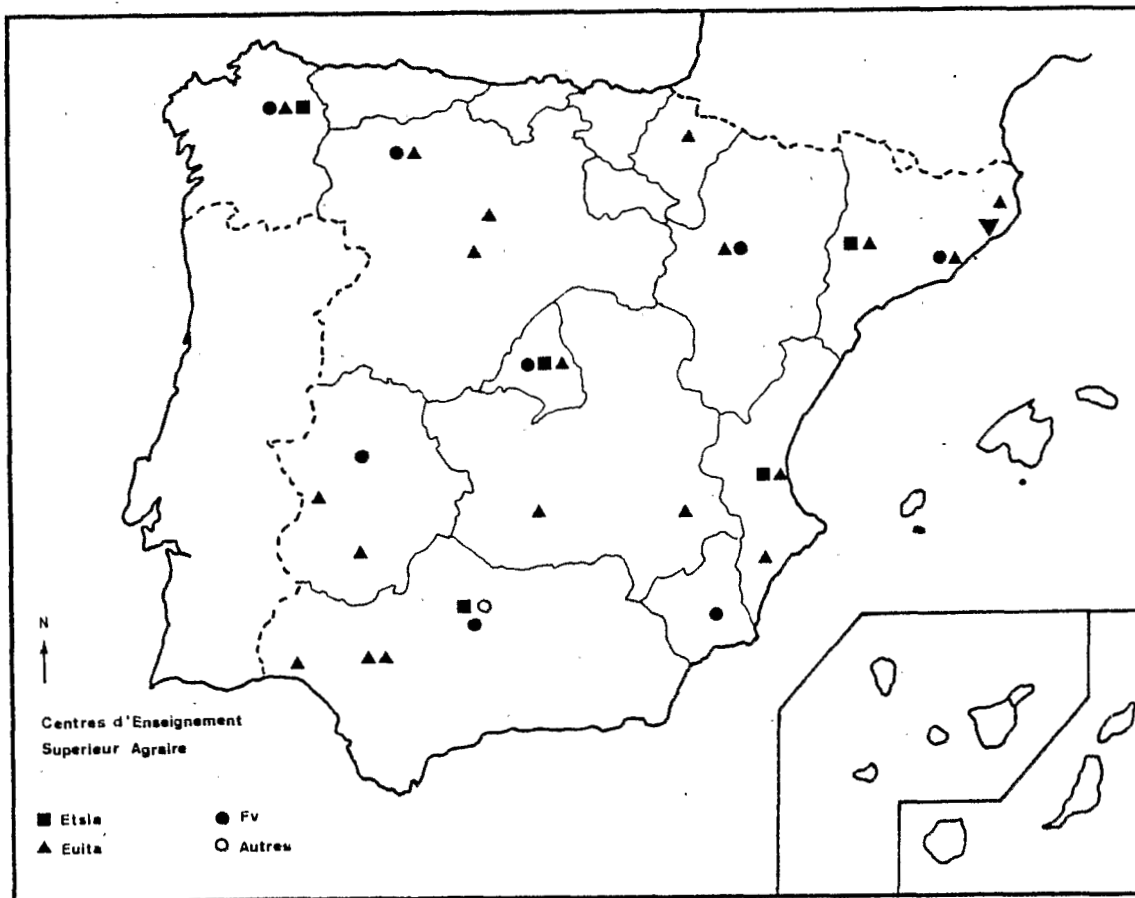 N
Centres d'Enseignement
Superieur Agraire
Etsia
Fv
Euita
Autres